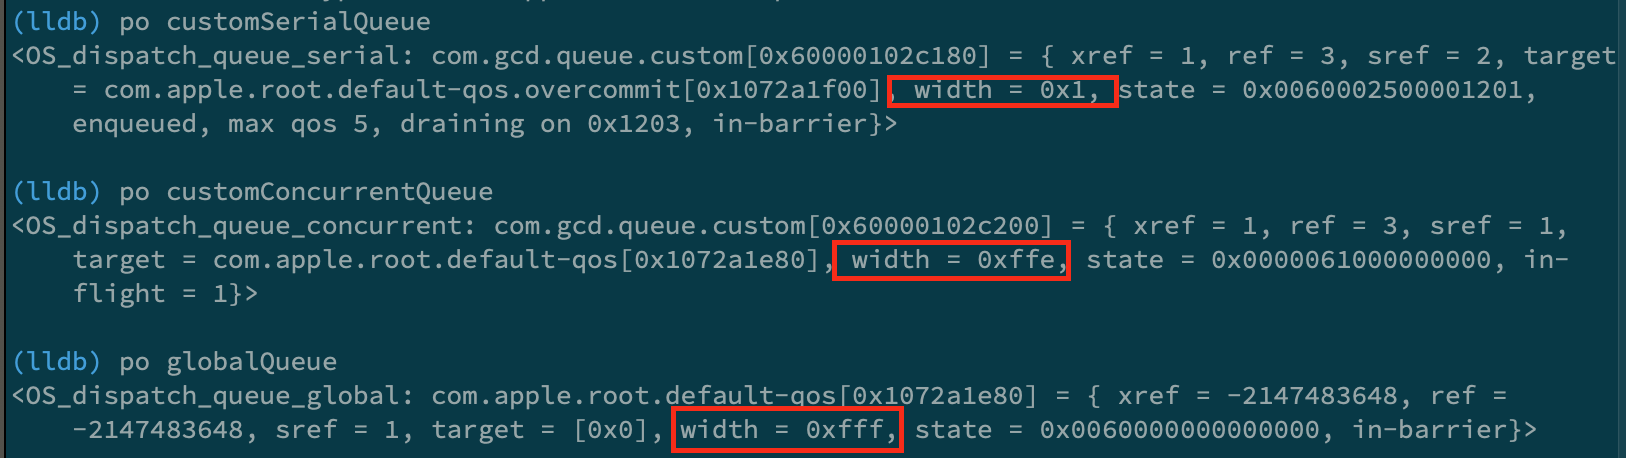 (lldb) po customSerialQueue
<OS_dispatch_queue_serial: com.gcd.queue.custom[0x60000102c180] = { xref = 1, ref = 3, sref = 2, target
= com.apple.root.default-qos.overcommit[0x1072a1f00], width = 0x1, state = 0x0060002500001201,
enqueued, max qos 5, draining on 0x1203, in-barrier}>
(lldb) po customConcurrentQueue
<OS_dispatch_queue_concurrent: com.gcd.queue.custom[0x60000102c200] = { xref = 1, ref = 3, sref = 1,
target = com.apple.root.default-qos[0x1072a1e80], width = 0xffe, state = 0x0000061000000000, in-
flight = 1}>
(lldb) po globalQueue
<OS_dispatch_queue_global: com.apple.root.default-qos[0x1072a1e80] = { xref = -2147483648, ref =
-2147483648, sref = 1, target = [0x0], width = 0xfff, state = 0x0060000000000000, in-barrier}>